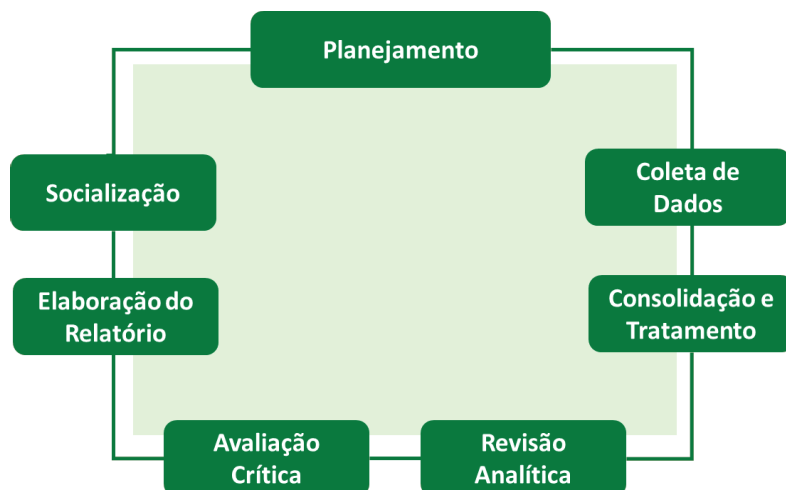 Planejamento
Coleta de
Dados
Consolidação e
Tratamento
Revisão
Analítica
Avaliação
Crítica
Elaboração do
Relatório
Socialização